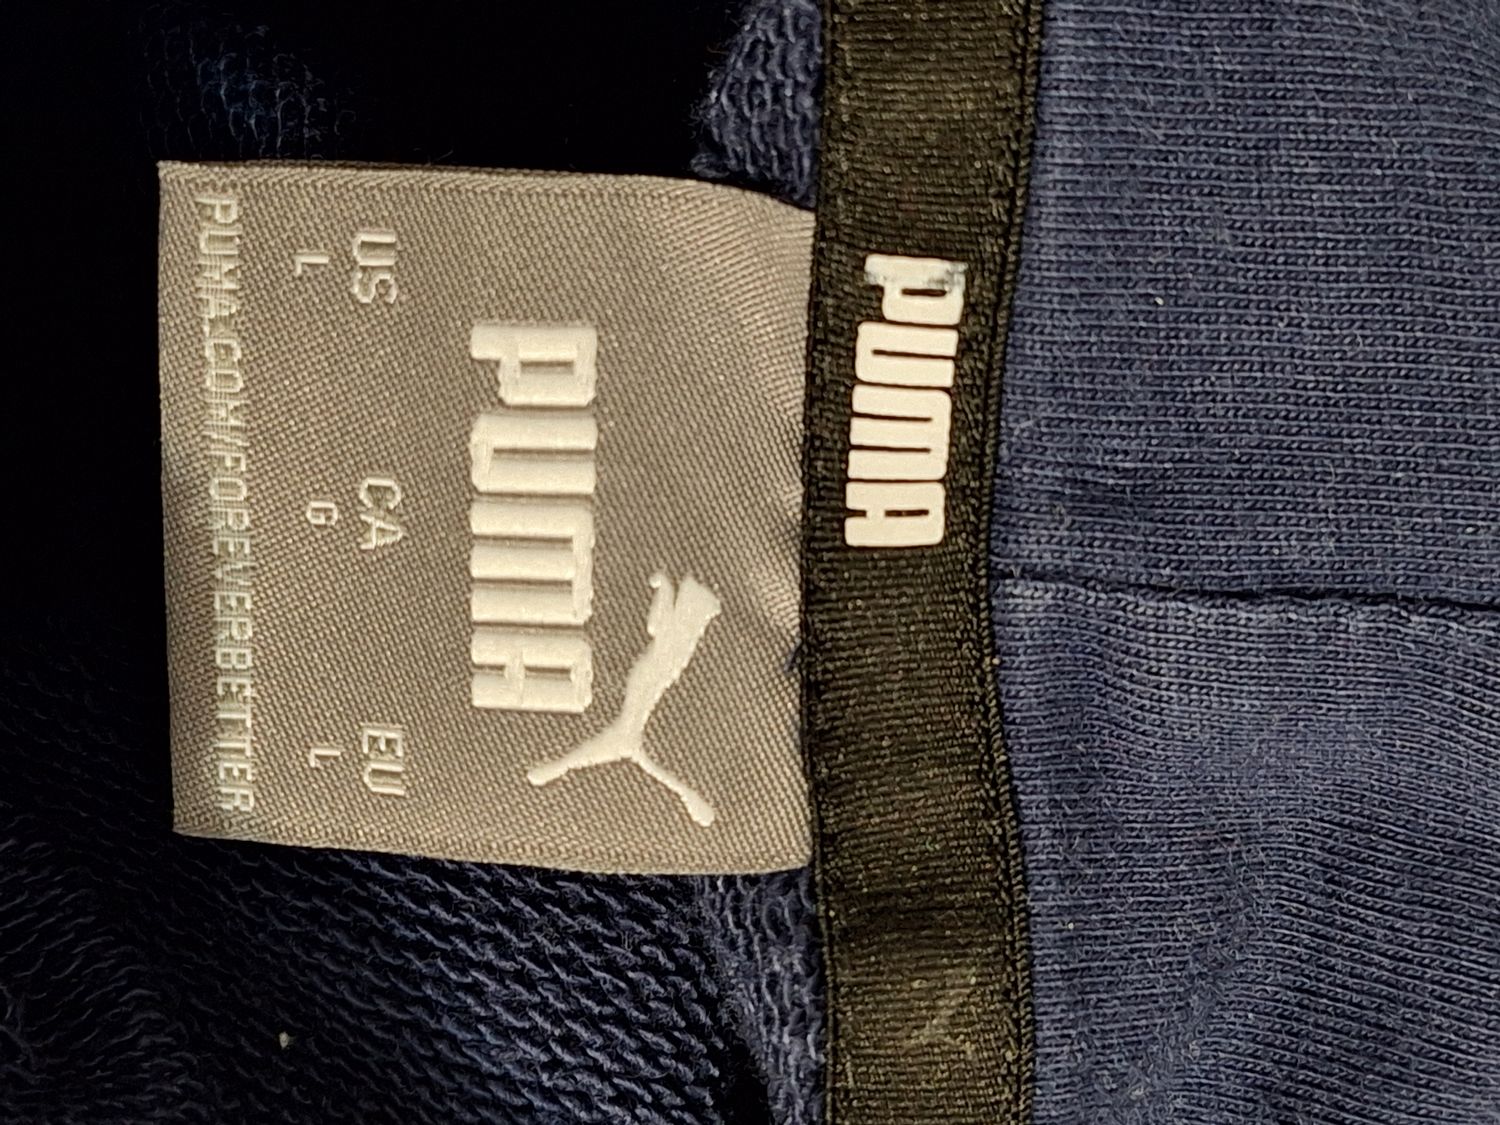 PUMA
PUMA
US CA EU
L G L
PUMA.COM/FOREVERBETTER